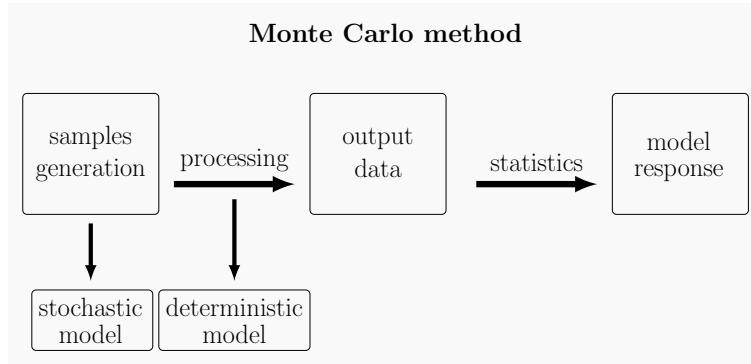 Monte Carlo method
samples
generation
processing
output
data
statistics
model
response
stochastic
model
deterministic
model